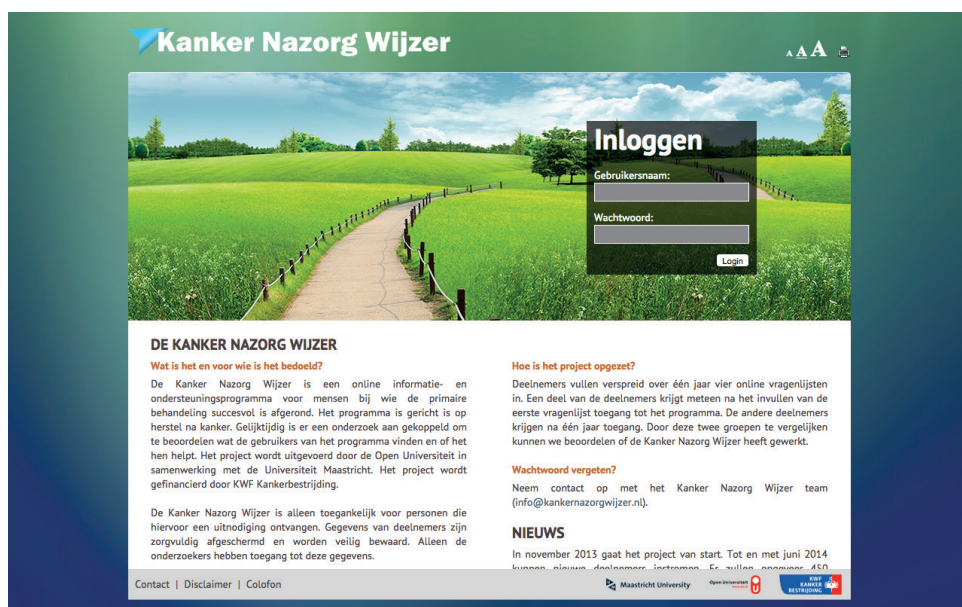 Kanker Nazorg Wijzer
A A A
Inloggen
Gebruikersnaam:
Wachtwoord:
Login
DE KANKER NAZORG WIJZER
Wat is het en voor wie is het bedoeld?
De Kanker Nazorg Wijzer is een online informatie- en
ondersteuningsprogramma voor mensen bij wie de primaire
behandeling succesvol is afgerond. Het programma is gericht is op
herstel na kanker. Gelijktijdig is er een onderzoek aan gekoppeld om
te beoordelen wat de gebruikers van het programma vinden en of het
hen helpt. Het project wordt uitgevoerd door de Open Universiteit in
samenwerking met de Universiteit Maastricht. Het project wordt
gefinancierd door KWF Kankerbestrijding.
De Kanker Nazorg Wijzer is alleen toegankelijk voor personen die
hiervoor een uitnodiging ontvangen. Gegevens van deelnemers zijn
zorgvuldig afgeschermd en worden veilig bewaard. Alleen de
onderzoekers hebben toegang tot deze gegevens.
Hoe is het project opgezet?
Deelnemers vullen verspreid over één jaar vier online vragenlijsten
in. Een deel van de deelnemers krijgt meteen na het invullen van de
eerste vragenlijst toegang tot het programma. De andere deelnemers
krijgen na één jaar toegang. Door deze twee groepen te vergelijken
kunnen we beoordelen of de Kanker Nazorg Wijzer heeft gewerkt.
Wachtwoord vergeten?
Neem contact op met het Kanker Nazorg Wijzer team
(info@kankernazorgwijzer.nl).
NIEUWS
In november 2013 gaat het project van start. Tot en met juni 2014
kunnen nieuwe deelnemers instromen. Er zullen ongeveer 450
Contact | Disclaimer | Colofon
Maastricht University
Open Universiteit
KWF
KANKER
BESTRIJDING